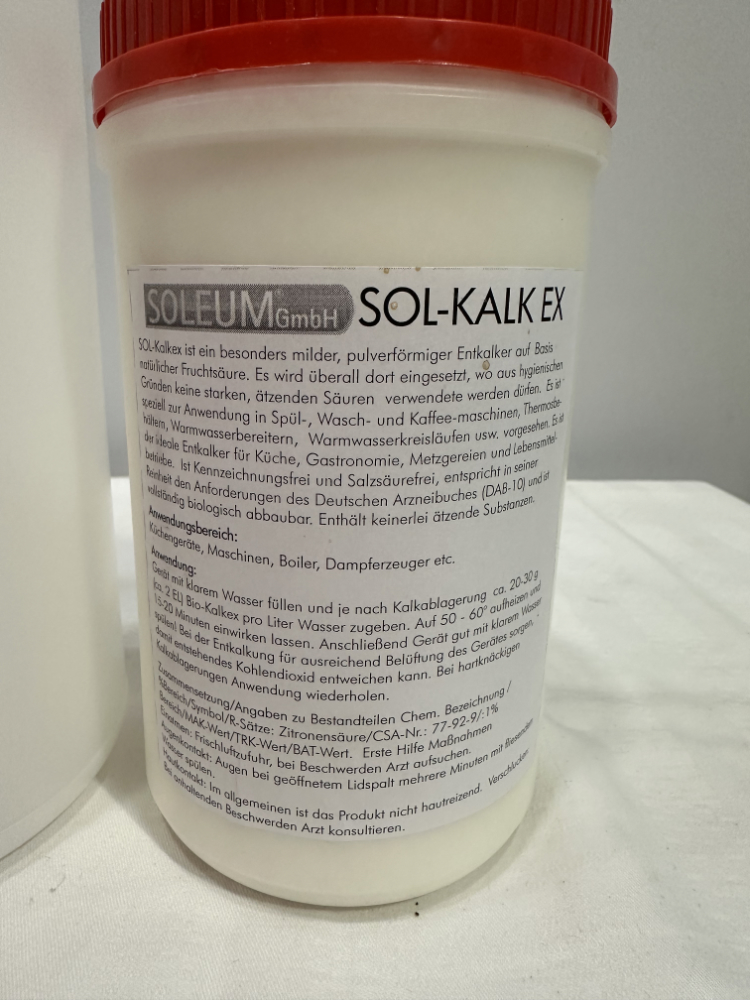 SOLEUM GmbH SOL-KALK EX
SOL-Kalkex ist ein besonders milder, pulverförmiger Entkalker auf Basis
natürlicher Fruchtsäure. Es wird überall dort eingesetzt, wo aus hygienischen
Gründen keine starken, ätzenden Säuren verwendete werden dürfen. Es ist
speziell zur Anwendung in Spül-, Wasch- und Kaffee-maschinen, Thermosbe-
hältern, Warmwasserbereitern, Warmwasserkreisläufen usw. vorgesehen. Es ist
der ideale Entkalker für Küche, Gastronomie, Metzgereien und Lebensmittel-
betriebe. Ist Kennzeichnungsfrei und Salzsäurefrei, entspricht in seiner
Reinheit den Anforderungen des Deutschen Arzneibuches (DAB-10) und ist
vollständig biologisch abbaubar. Enthält keinerlei ätzende Substanzen.
Anwendungsbereich:
Küchengeräte, Maschinen, Boiler, Dampferzeuger etc.
Anwendung:
Gerät mit klarem Wasser füllen und je nach Kalkablagerung ca. 20-30 g
(ca. 2 EL) Bio-Kalkex pro Liter Wasser zugeben. Auf 50 - 60° aufheizen und
15-20 Minuten einwirken lassen. Anschließend Gerät gut mit klarem Wasser
spülen! Bei der Entkalkung für ausreichend Belüftung des Gerätes sorgen,
damit entstehendes Kohlendioxid entweichen kann. Bei hartknäckigen
Kalkablagerungen Anwendung wiederholen.
Zusammensetzung/Angaben zu Bestandteilen Chem. Bezeichnung /
%Bereich/Symbol/R-Sätze: Zitronensäure/CSA-Nr.: 77-92-9/:1%
Bereich/MAK-Wert/TRK-Wert/BAT-Wert. Erste Hilfe Maßnahmen
Einatmen: Frischluftzufuhr, bei Beschwerden Arzt aufsuchen.
Augenkontakt: Augen bei geöffnetem Lidspalt mehrere Minuten mit fliesendem
Wasser spülen.
Hautkontakt: Im allgemeinen ist das Produkt nicht hautreizend. Verschlucken
Bei anhaltenden Beschwerden Arzt konsultieren.